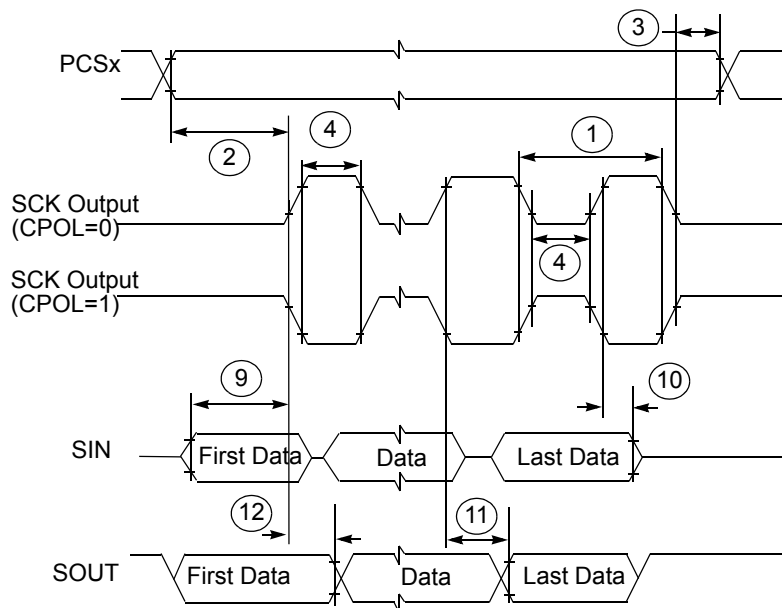 3
PCSx
2
4
1
SCK Output
(CPOL=0)
4
SCK Output
(CPOL=1)
9
10
SIN
First Data
Data
Last Data
12
11
SOUT
First Data
Data
Last Data